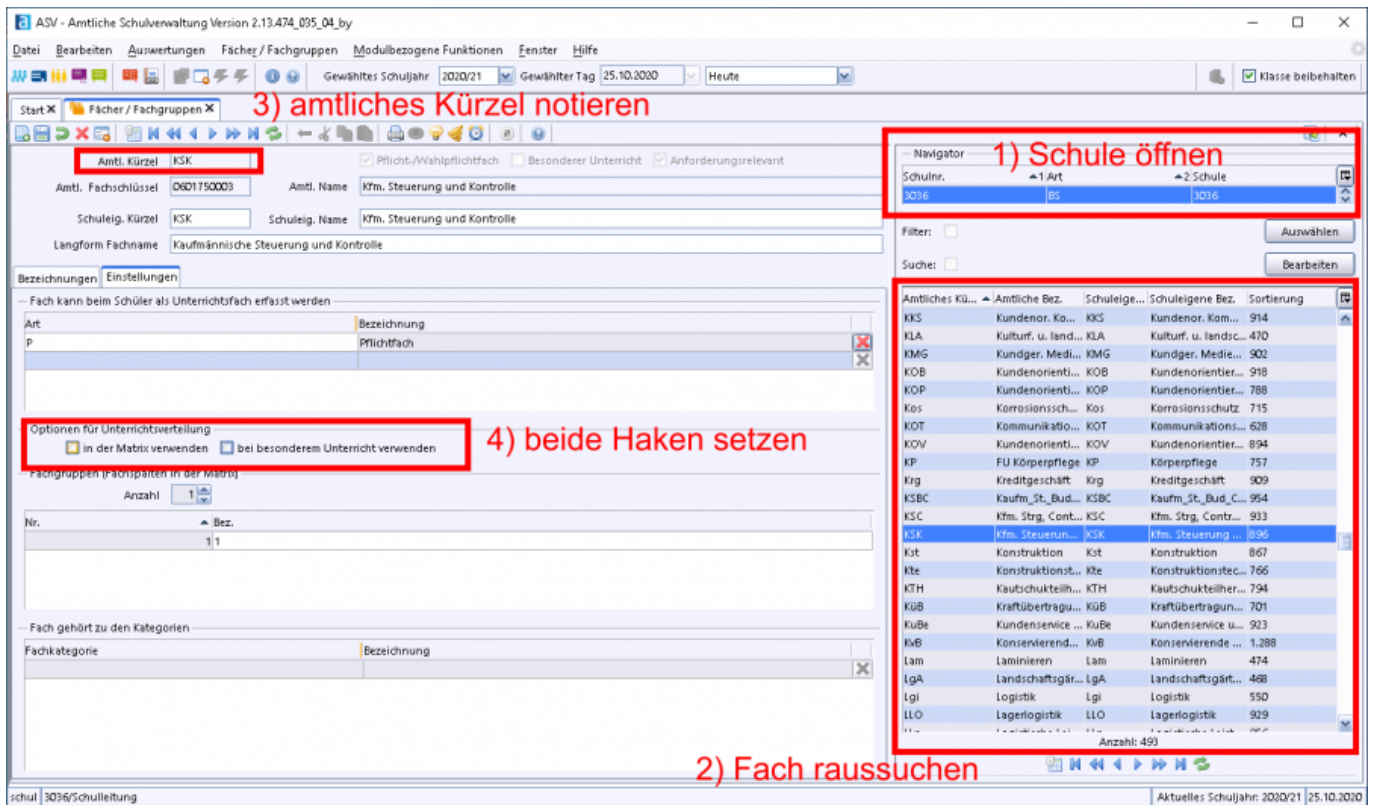 ASV - Amtliche Schulverwaltung Version 2.13.474_035_04_by
Datei Bearbeiten Auswertungen Fächer / Fachgruppen Modulbezogene Funktionen Fenster Hilfe
Gewähltes Schuljahr 2020/21 Gewählter Tag 25.10.2020 Heute Klasse beibehalten
Start Fächer / Fachgruppen
3) amtliches Kürzel notieren
Amtl. Kürzel KSK Pflicht-/Wahlpflichtfach Besonderer Unterricht Anforderungsrelevant
Amtl. Fachschlüssel 0601750003 Amtl. Name Kfm. Steuerung und Kontrolle
Schuleig. Kürzel KSK Schuleig. Name Kfm. Steuerung und Kontrolle
Langform Fachname Kaufmännische Steuerung und Kontrolle
Bezeichnungen Einstellungen
Fach kann beim Schüler als Unterrichtsfach erfasst werden
Art Bezeichnung
P Pflichtfach
Optionen für Unterrichtsverteilung
in der Matrix verwenden bei besonderem Unterricht verwenden
4) beide Haken setzen
Fachgruppen (Fachspalten in der Matrix)
Anzahl 1
Nr. Bez.
1 1
Fach gehört zu den Kategorien
Fachkategorie Bezeichnung
Navigator
1) Schule öffnen
Schulnr. 1 Art 2 Schule
3036 BS 3036
Filter: Auswählen
Suche: Bearbeiten
Amtliches Kü... Amtliche Bez. Schuleige... Schuleigene Bez. Sortierung
KKS Kundenor. Ko... KKS Kundenor. Kom... 914
KLA Kulturf. u. land... KLA Kulturf. u. landsc... 470
KMG Kundger. Medi... KMG Kundger. Medie... 902
KOB Kundenorienti... KOB Kundenorientier... 918
KOP Kundenorienti... KOP Kundenorientier... 788
Kos Korrosionssch... Kos Korrosionsschutz 715
KOT Kommunikatio... KOT Kommunikations... 628
KOV Kundenorienti... KOV Kundenorientier... 894
KP FU Körperpflege KP Körperpflege 757
Krg Kreditgeschäft Krg Kreditgeschäft 909
KSBC Kaufm_St._Bud... KSBC Kaufm_St._Bud_C... 954
KSC Kfm. Strg, Cont... KSC Kfm. Strg, Contr... 933
KSK Kfm. Steuerun... KSK Kfm. Steuerung ... 896
Kst Konstruktion Kst Konstruktion 867
Kte Konstruktionst... Kte Konstruktionstec... 766
KTH Kautschukteilh... KTH Kautschukteilher... 794
KüB Kraftübertragu... KüB Kraftübertragun... 701
KuBe Kundenservice ... KuBe Kundenservice u... 923
KvB Konservierend... KvB Konservierende ... 1.288
Lam Laminieren Lam Laminieren 474
LgA Landschaftsgär... LgA Landschaftsgärt... 468
Lgi Logistik Lgi Logistik 550
LLO Lagerlogistik LLO Lagerlogistik 929
Anzahl: 493
2) Fach raussuchen
schul 3036/Schulleitung Aktuelles Schuljahr: 2020/21 25.10.2020